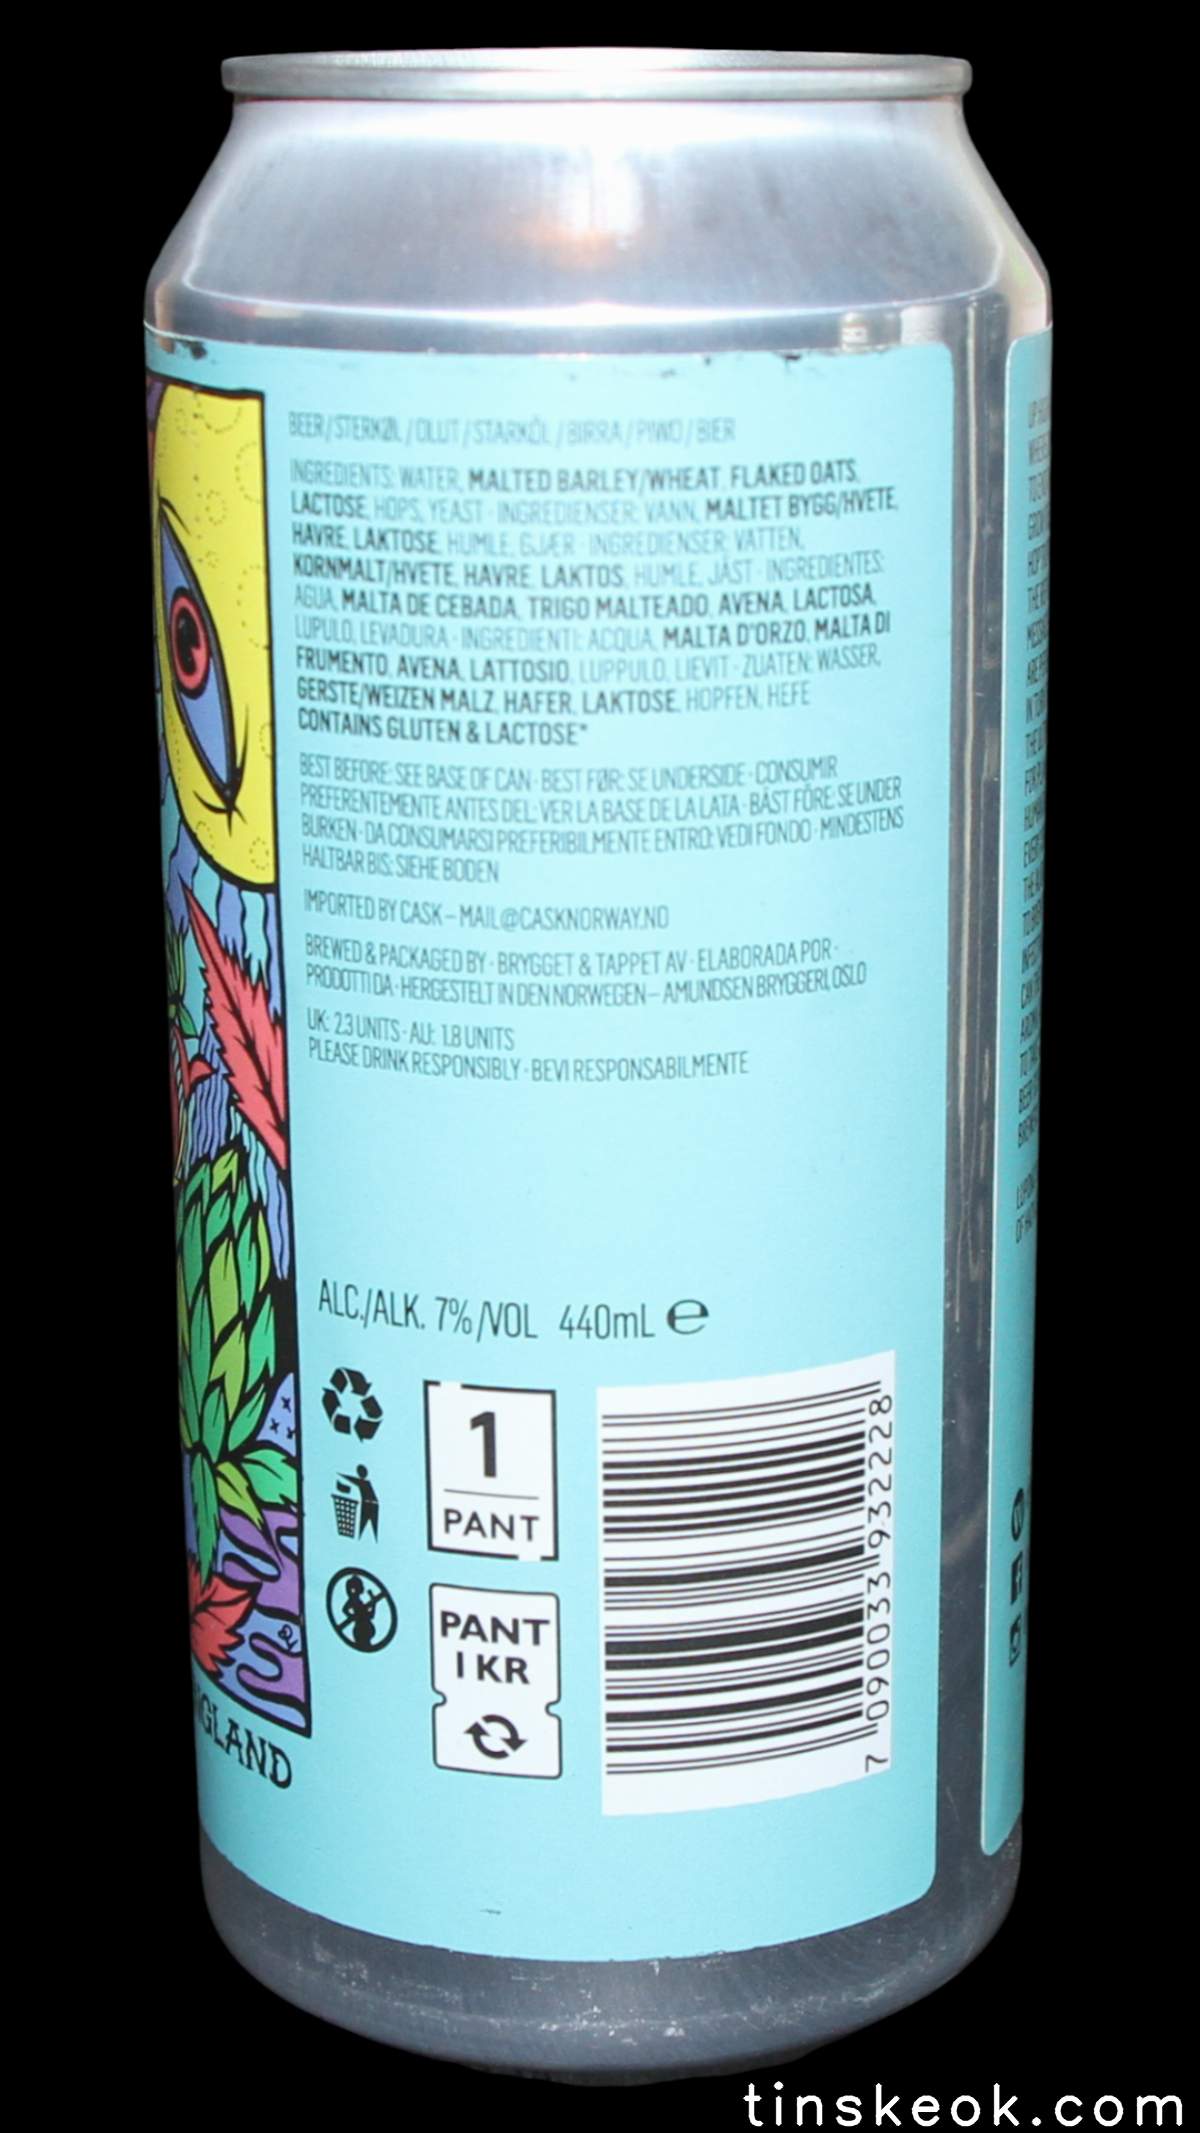 BEER/STERKØL/OLUT/STARKÖL/BIRRA/PIWO/BIER
INGREDIENTS: WATER, MALTED BARLEY/WHEAT, FLAKED OATS,
LACTOSE, HOPS, YEAST · INGREDIENSER: VANN, MALTET BYGG/HVETE,
HAVRE, LAKTOSE, HUMLE, GJÆR · INGREDIENSER: VATTEN,
KORNMALT/HVETE, HAVRE, LAKTOS, HUMLE, JÄST · INGREDIENTES:
AGUA, MALTA DE CEBADA, TRIGO MALTEADO, AVENA, LACTOSA,
LUPULO, LEVADURA · INGREDIENTI: ACQUA, MALTA D'ORZO, MALTA DI
FRUMENTO, AVENA, LATTOSIO, LUPPULO, LIEVIT · ZUATEN: WASSER,
GERSTE/WEIZEN MALZ, HAFER, LAKTOSE, HOPFEN, HEFE
CONTAINS GLUTEN & LACTOSE*
BEST BEFORE: SEE BASE OF CAN · BEST FØR: SE UNDERSIDE · CONSUMIR
PREFERENTEMENTE ANTES DEL: VER LA BASE DE LA LATA · BÄST FÖRE: SE UNDER
BURKEN · DA CONSUMARSI PREFERIBILMENTE ENTRO: VEDI FONDO · MINDESTENS
HALTBAR BIS: SIEHE BODEN
IMPORTED BY CASK – MAIL@CASKNORWAY.NO
BREWED & PACKAGED BY · BRYGGET & TAPPET AV · ELABORADA POR ·
PRODOTTI DA · HERGESTELT IN DEN NORWEGEN – AMUNDSEN BRYGGERI, OSLO
UK: 2.3 UNITS · AU: 1.8 UNITS
PLEASE DRINK RESPONSIBLY · BEVI RESPONSABILMENTE
ALC./ALK. 7%/VOL 440mL e
1
PANT
PANT
1 KR
7 090033 932228
GLAND
tinskeok.com